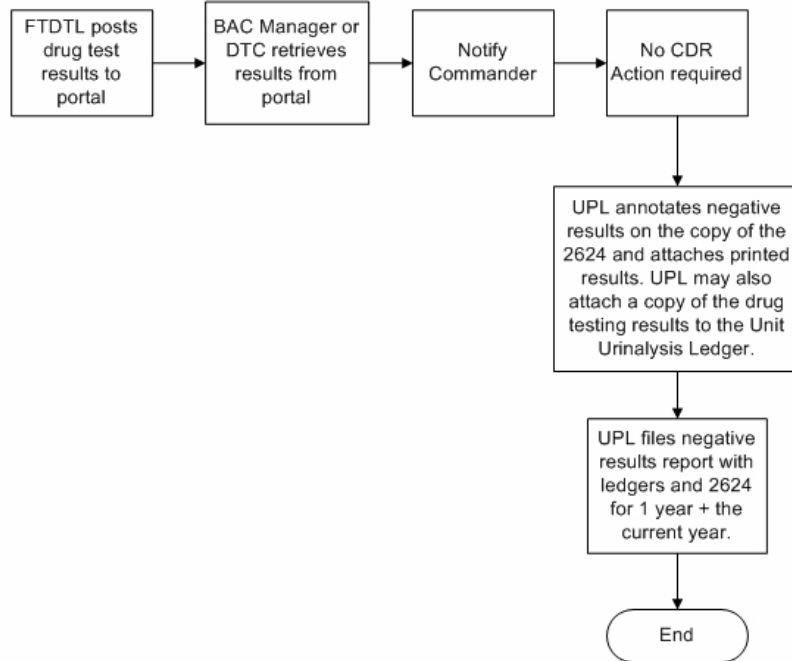 FTDTL posts
drug test
results to
portal
BAC Manager or
DTC retrieves
results from
portal
Notify
Commander
No CDR
Action required
UPL annotates negative
results on the copy of the
2624 and attaches printed
results. UPL may also
attach a copy of the drug
testing results to the Unit
Urinalysis Ledger.
UPL files negative
results report with
ledgers and 2624
for 1 year + the
current year.
End